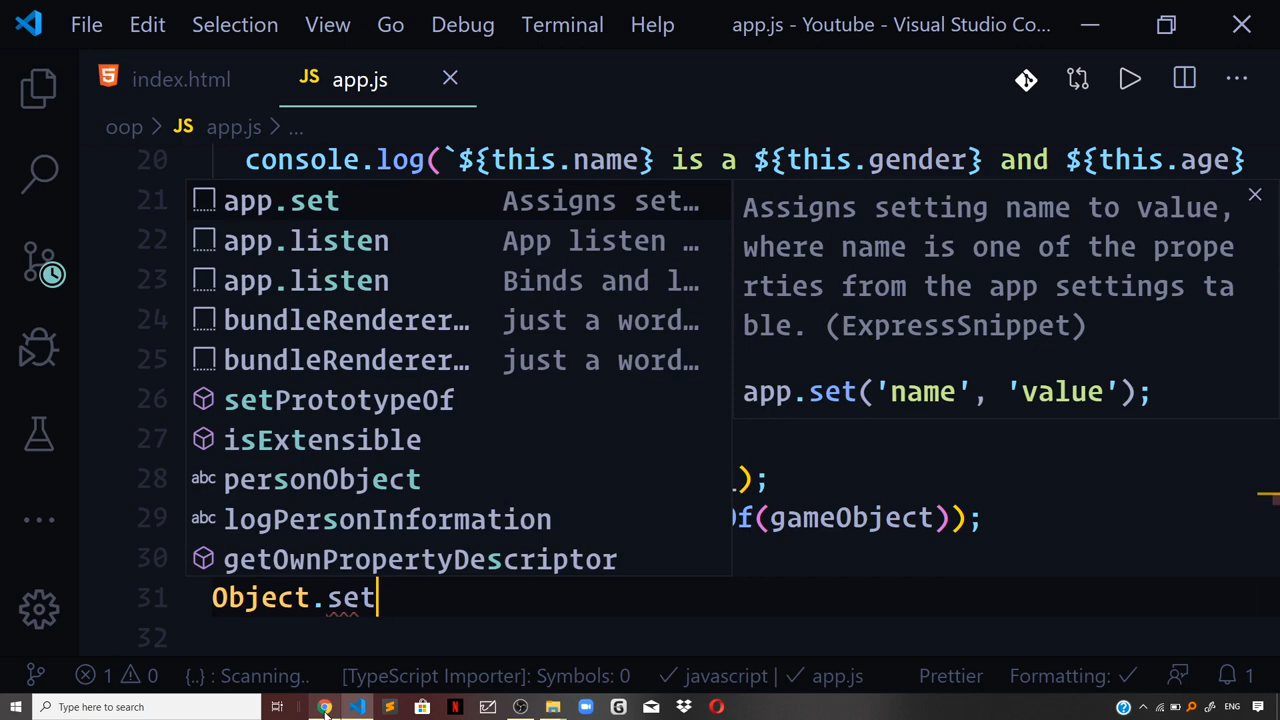 File Edit Selection View Go Debug Terminal Help app.js - Youtube - Visual Studio Co...
index.html JS app.js
oop > JS app.js > ...
20 console.log(`${this.name} is a ${this.gender} and ${this.age}
21 app.set Assigns set...
22 app.listen App listen ...
23 app.listen Binds and l...
24 bundleRenderer... just a word...
25 bundleRenderer... just a word...
26 setPrototypeOf
27 isExtensible
28 abc personObject );
29 abc logPersonInformation Of(gameObject));
30 getOwnPropertyDescriptor
Assigns setting name to value,
where name is one of the prope
rties from the app settings ta
ble. (ExpressSnippet)
app.set('name', 'value');
31 Object.set
32
1 0 {..} : Scanning.. [TypeScript Importer]: Symbols: 0 javascript | app.js Prettier Formatting: 1
Type here to search